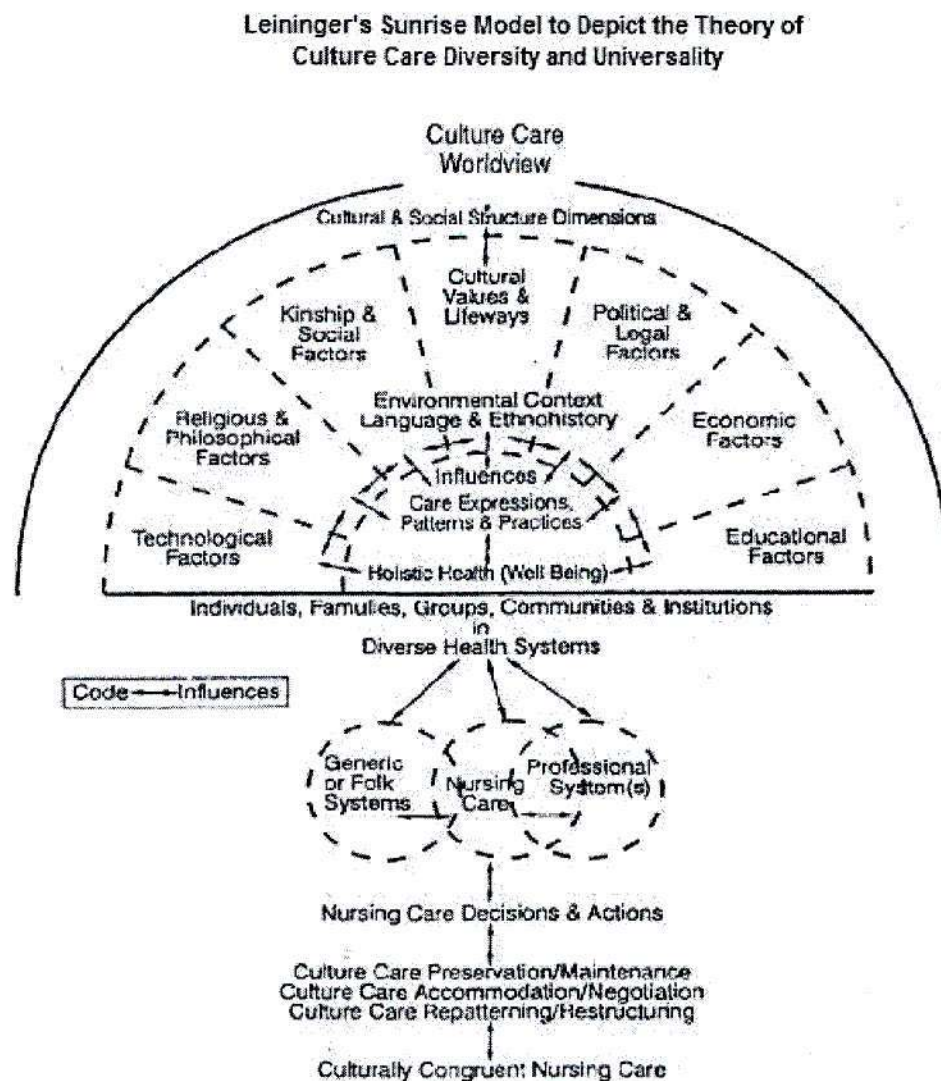 Leininger's Sunrise Model to Depict the Theory of
Culture Care Diversity and Universality
Culture Care
Worldview
Cultural & Social Structure Dimensions
Cultural
Values &
Lifeways
Kinship &
Social
Factors
Political &
Legal
Factors
Religious &
Philosophical
Factors
Economic
Factors
Technological
Factors
Educational
Factors
Environmental Context
Language & Ethnohistory
Influences
Care Expressions,
Patterns & Practices
Holistic Health (Well Being)
Individuals, Families, Groups, Communities & Institutions
in
Diverse Health Systems
Code Influences
Generic
or Folk
Systems
Nursing
Care
Professional
System(s)
Nursing Care Decisions & Actions
Culture Care Preservation/Maintenance
Culture Care Accommodation/Negotiation
Culture Care Repatterning/Restructuring
Culturally Congruent Nursing Care